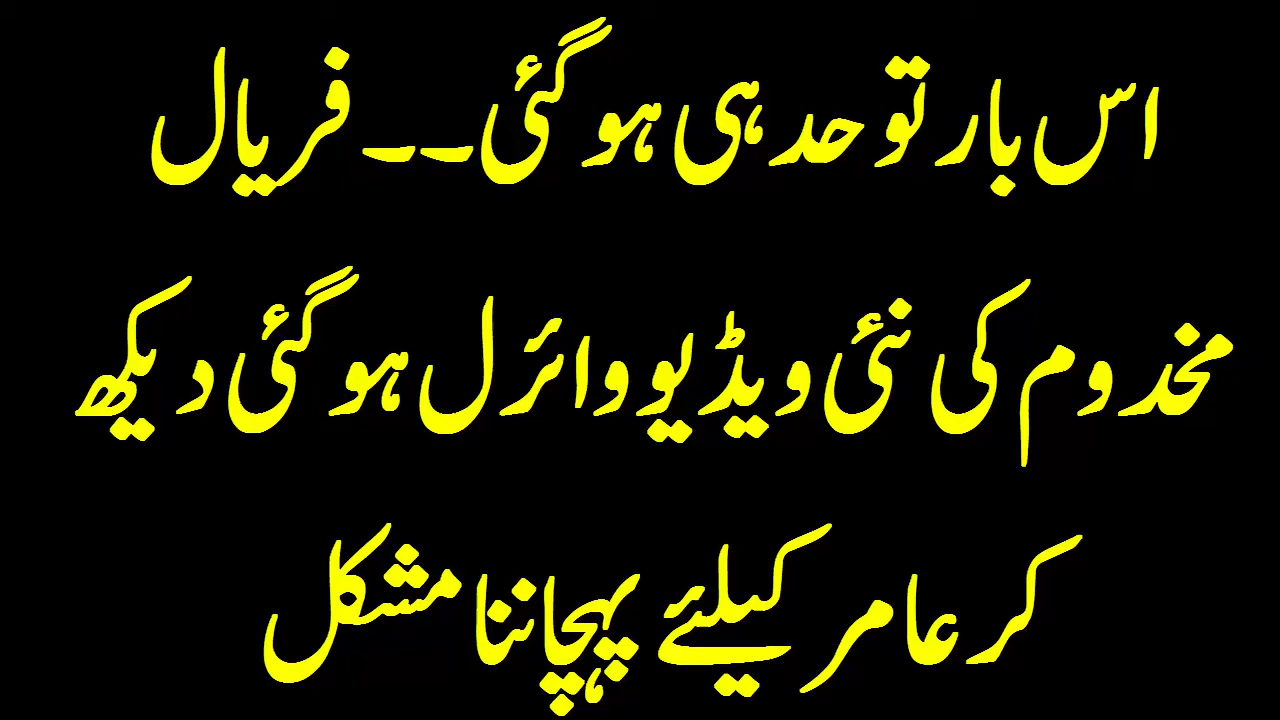 اس بار تو حد ہی ہو گئی۔۔ فریال
مخدوم کی نئی ویڈیو وائرل ہو گئی دیکھ
کر عامر کیلئے پہچاننا مشکل